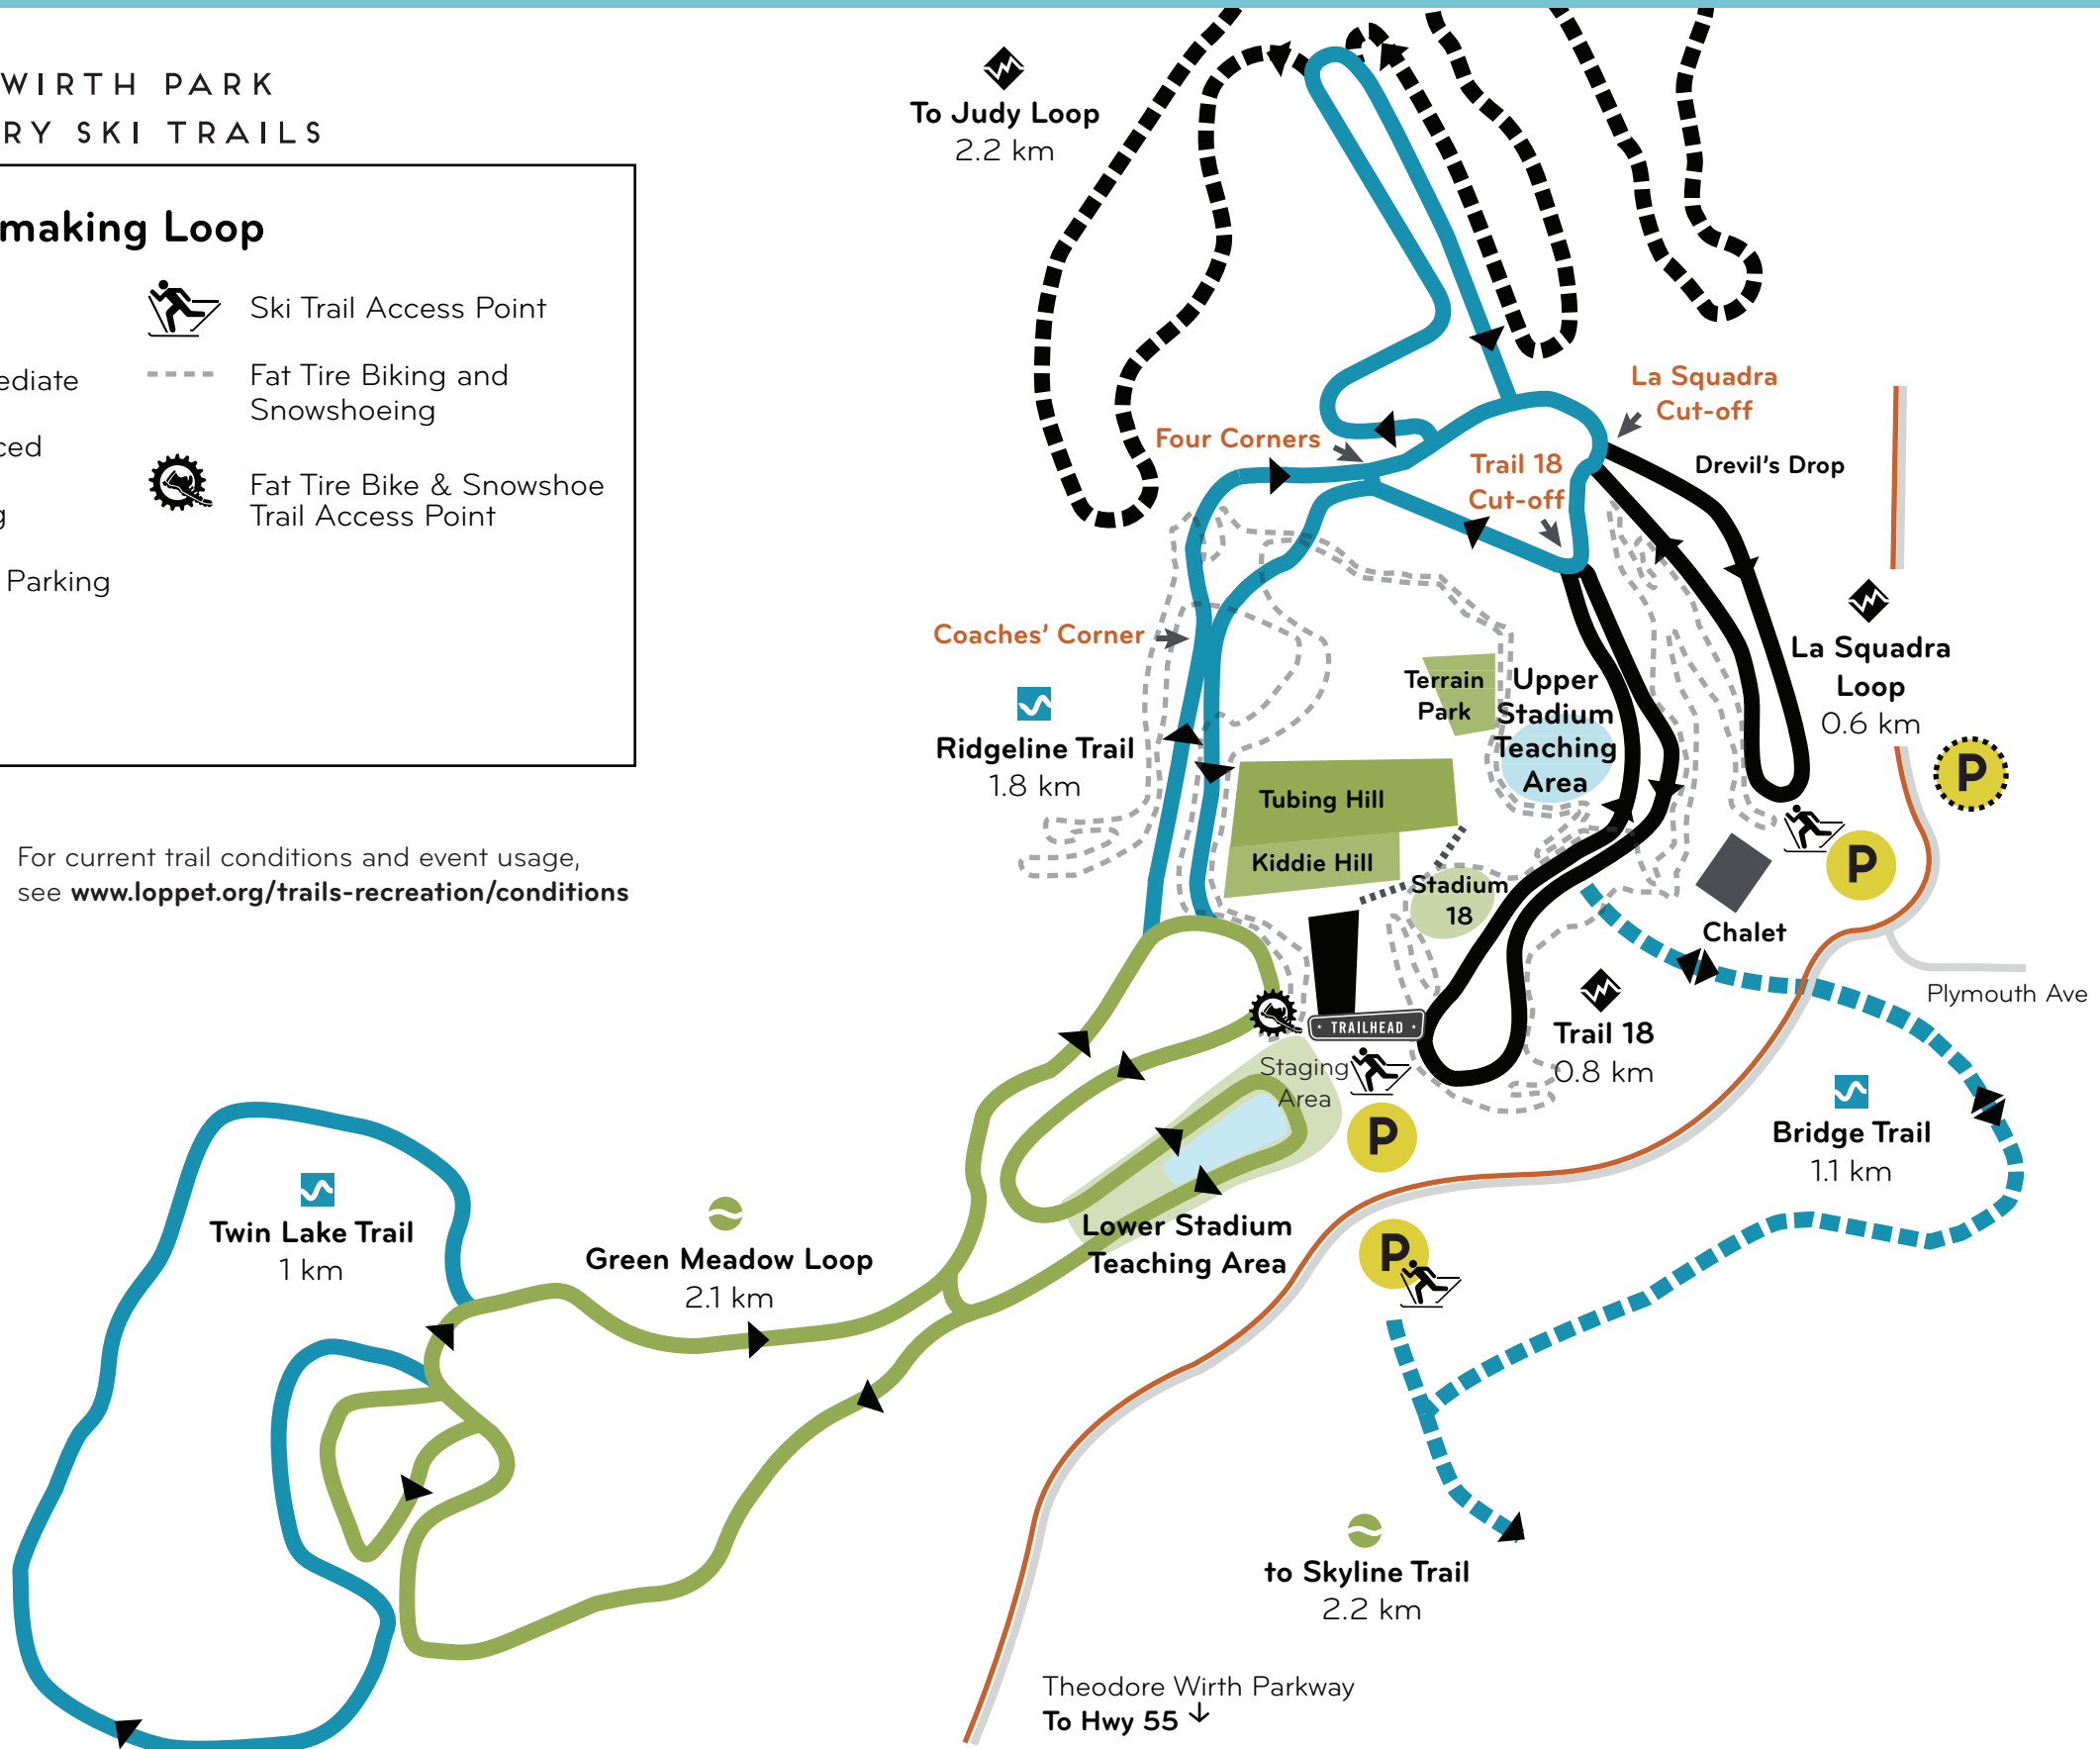 WIRTH PARK
RY SKI TRAILS
making Loop
Ski Trail Access Point
ediate
Fat Tire Biking and
Snowshoeing
ced
Fat Tire Bike & Snowshoe
Trail Access Point
g
Parking
For current trail conditions and event usage,
see www.loppet.org/trails-recreation/conditions
To Judy Loop
2.2 km
La Squadra
Cut-off
Four Corners
Trail 18
Cut-off
Drevil's Drop
Coaches' Corner
Ridgeline Trail
1.8 km
Terrain
Park
Upper
Stadium
Teaching
Area
La Squadra
Loop
0.6 km
P
Tubing Hill
Kiddie Hill
Stadium
18
P
Chalet
Plymouth Ave
TRAILHEAD
Trail 18
0.8 km
Staging
Area
P
Bridge Trail
1.1 km
Twin Lake Trail
1 km
Green Meadow Loop
2.1 km
Lower Stadium
Teaching Area
P
to Skyline Trail
2.2 km
Theodore Wirth Parkway
To Hwy 55 ↓